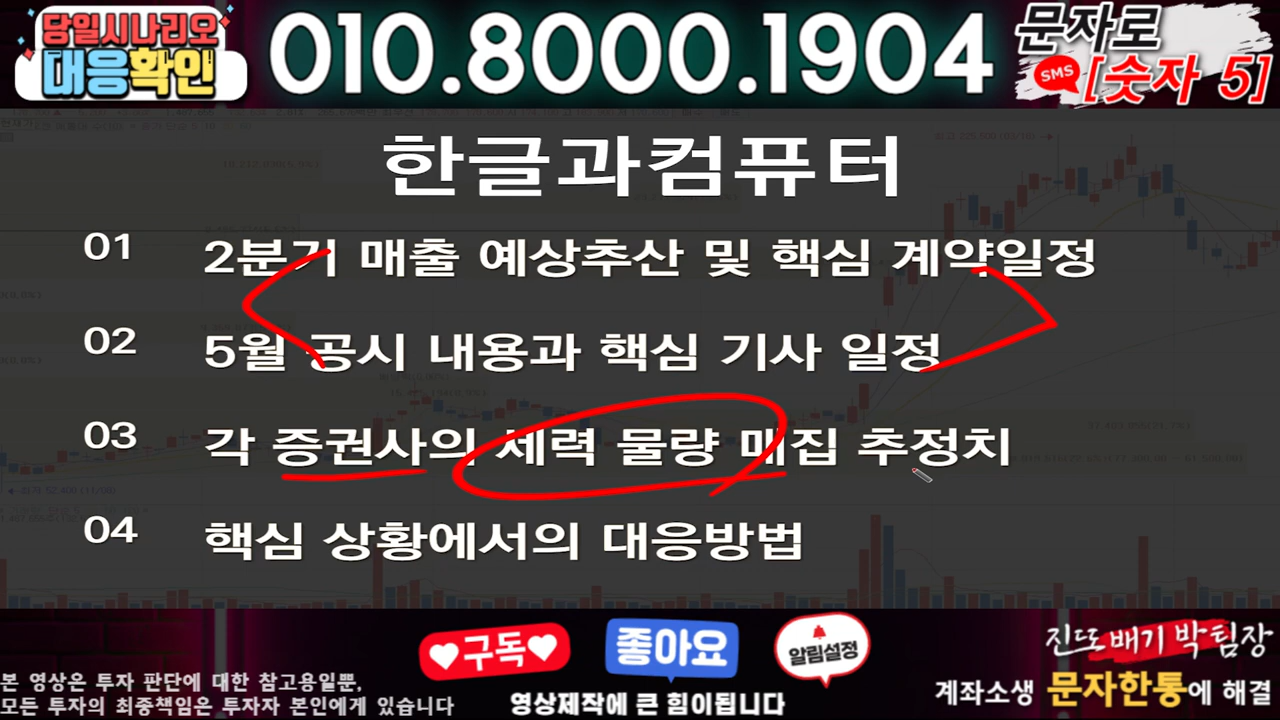 당일시나리오
대응확인
010.8000.1904
문자로
SMS
[숫자 5]
한글과컴퓨터
01 2분기 매출 예상추산 및 핵심 계약일정
02 5월 공시 내용과 핵심 기사 일정
03 각 증권사의 세력 물량 매집 추정치
04 핵심 상황에서의 대응방법
구독
좋아요
알림설정
영상제작에 큰 힘이됩니다
본 영상은 투자 판단에 대한 참고용일뿐,
모든 투자의 최종책임은 투자자 본인에게 있습니다
진또배기 박팀장
계좌소생 문자한통에 해결